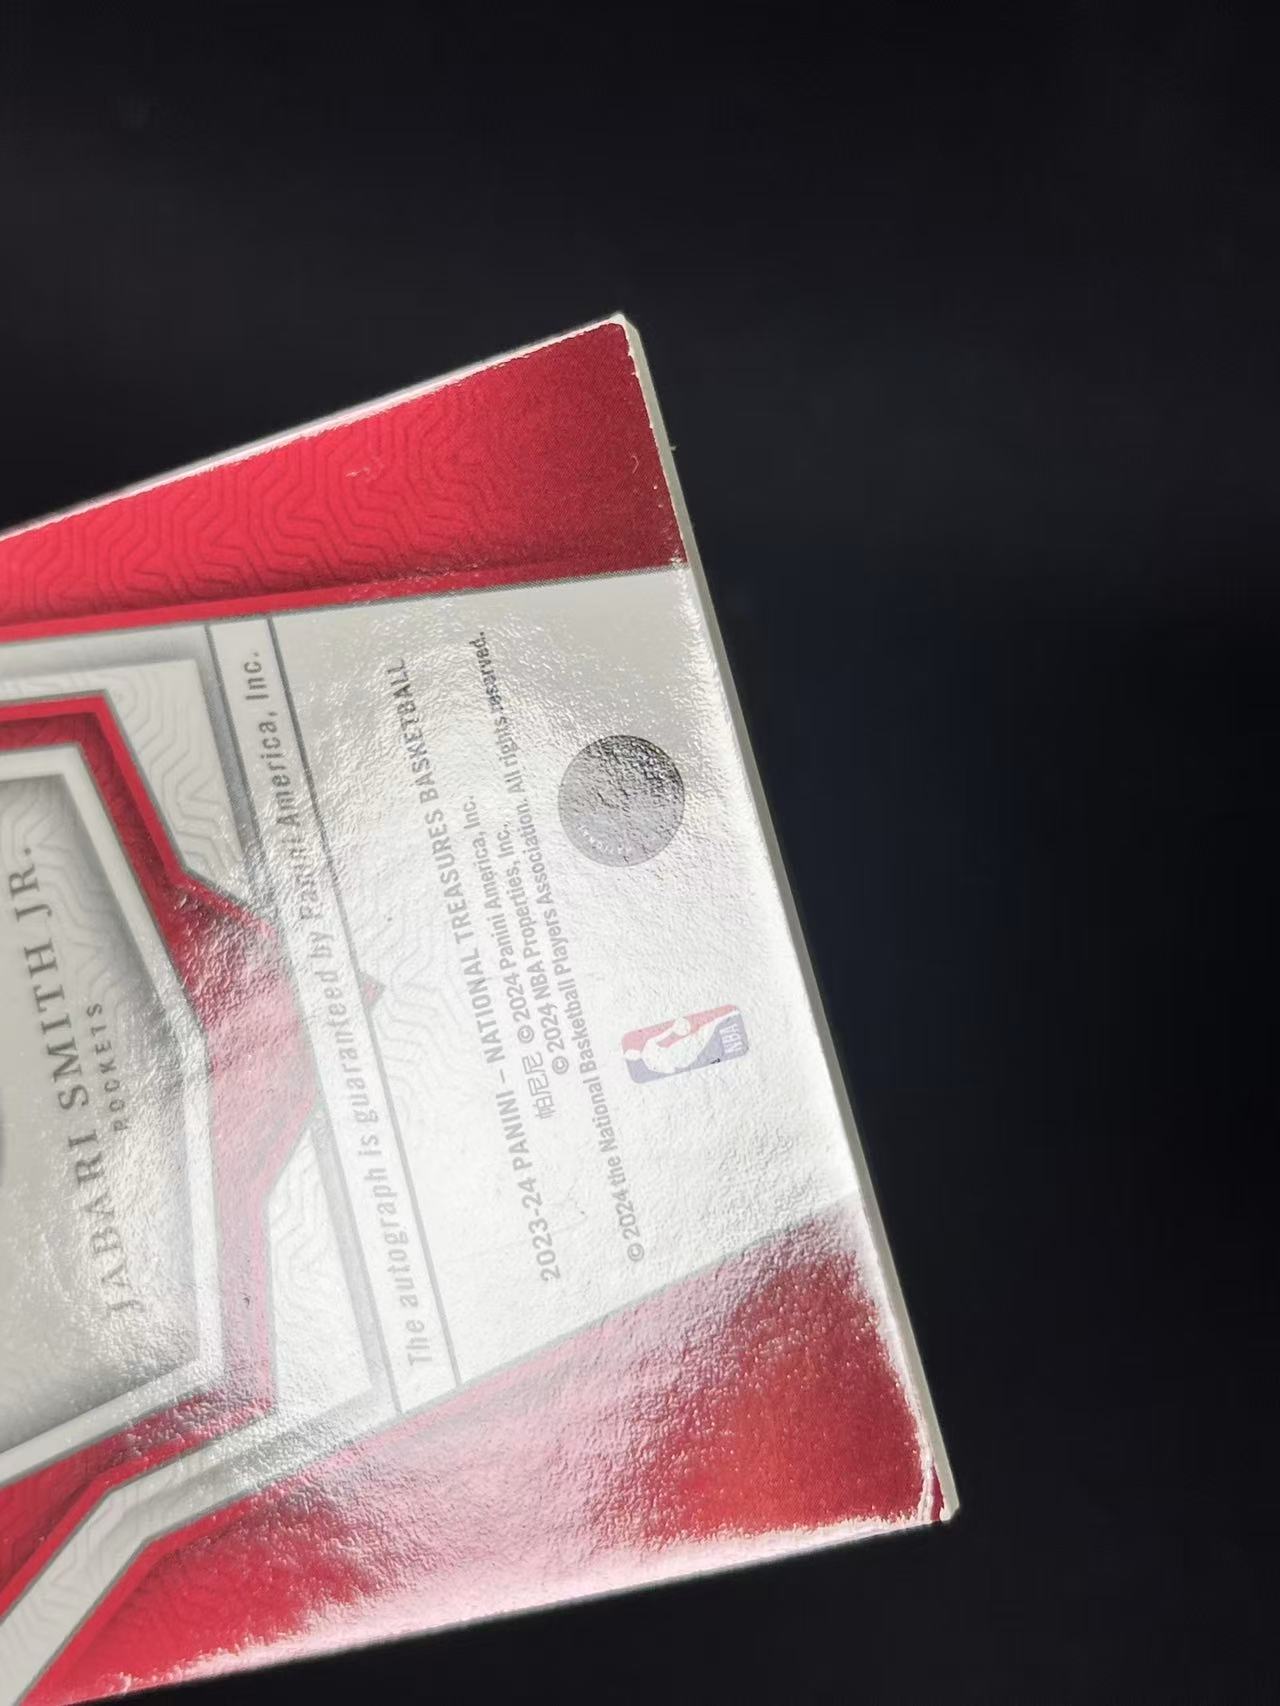 JABARI SMITH JR.
ROCKETS
The autograph is guaranteed by Panini America, Inc.
2023-24 PANINI – NATIONAL TREASURES BASKETBALL
帕尼尼 © 2024 Panini America, Inc.
© 2024 NBA Properties, Inc.
© 2024 the National Basketball Players Association. All rights reserved.
NBA